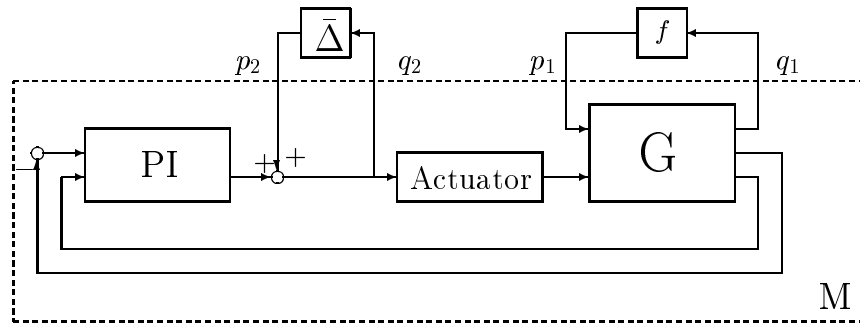 Δ̄
f
p₂
q₂
p₁
q₁
−
PI
+
+
Actuator
G
M